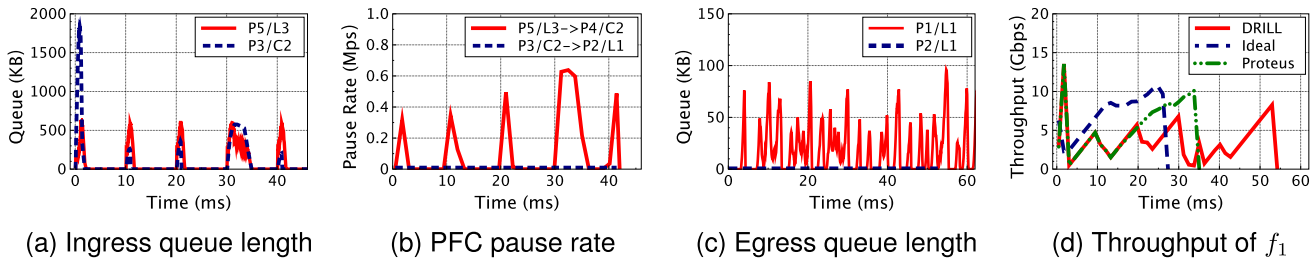 2000
1500
1000
500
0
Queue (KB)
P5/L3
P3/C2
0 10 20 30 40
Time (ms)
(a) Ingress queue length
1.0
0.8
0.6
0.4
0.2
0.0
Pause Rate (Mps)
P5/L3->P4/C2
P3/C2->P2/L1
0 10 20 30 40
Time (ms)
(b) PFC pause rate
150
100
50
0
Queue (KB)
P1/L1
P2/L1
0 10 20 30 40 50 60
Time (ms)
(c) Egress queue length
20
15
10
5
0
Throughput (Gbps)
DRILL
Ideal
Proteus
0 10 20 30 40 50 60
Time (ms)
(d) Throughput of f1